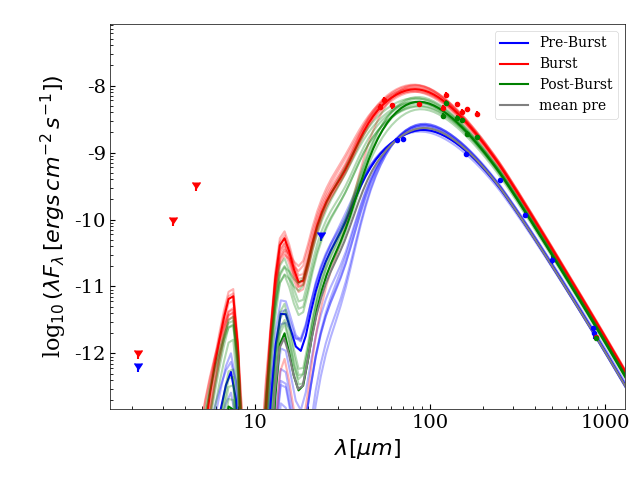 Pre-Burst
Burst
Post-Burst
mean pre
-8
-9
-10
-11
-12
10
100
1000
log₁₀ (λF_λ [ergs cm⁻² s⁻¹])
λ[μm]